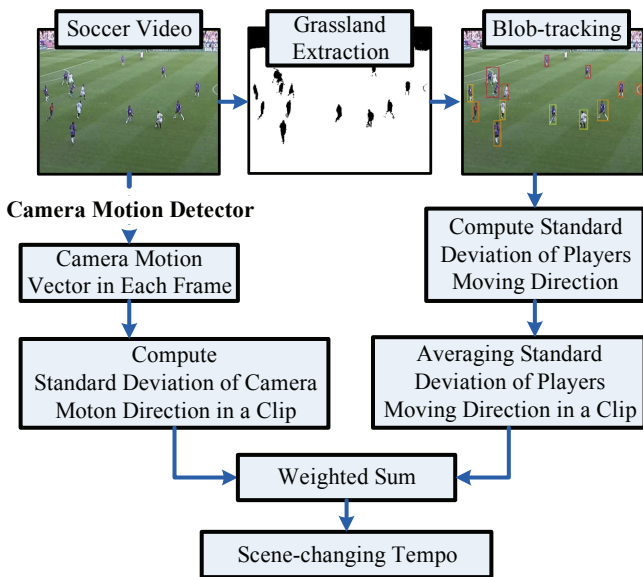 Soccer Video
Grassland
Extraction
Blob-tracking
Camera Motion Detector
Camera Motion
Vector in Each Frame
Compute Standard
Deviation of Players
Moving Direction
Compute
Standard Deviation of Camera
Moton Direction in a Clip
Averaging Standard
Deviation of Players
Moving Direction in a Clip
Weighted Sum
Scene-changing Tempo